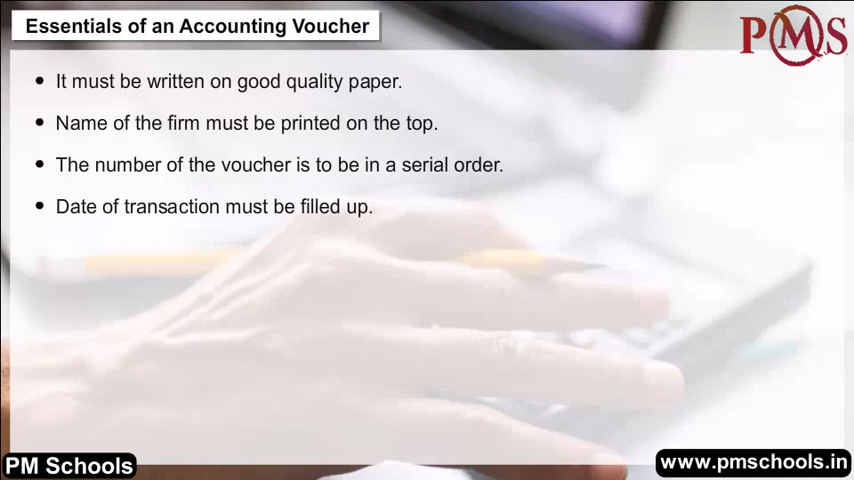 Essentials of an Accounting Voucher
PMS
• It must be written on good quality paper.
• Name of the firm must be printed on the top.
• The number of the voucher is to be in a serial order.
• Date of transaction must be filled up.
PM Schools
www.pmschools.in